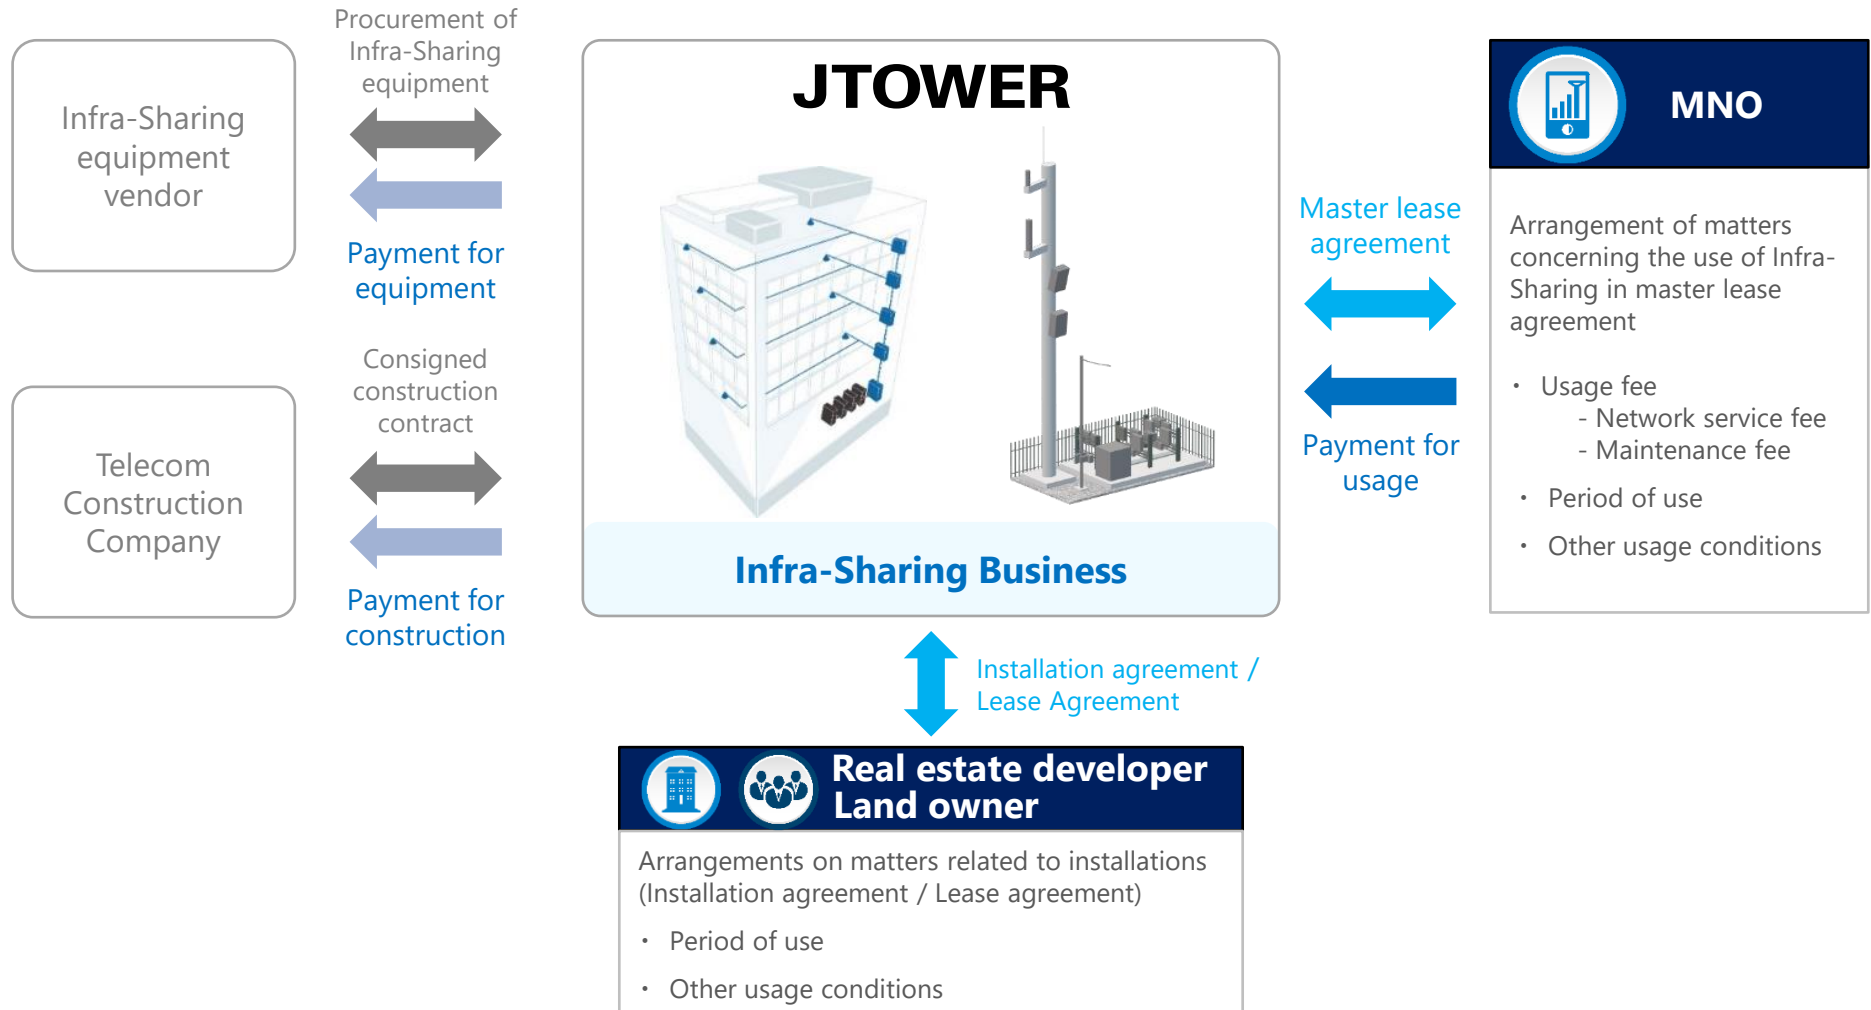 Procurement of
Infra-Sharing
equipment
Infra-Sharing
equipment
vendor
Payment for
equipment
Consigned
construction
contract
Telecom
Construction
Company
Payment for
construction
JTOWER
Infra-Sharing Business
Master lease
agreement
Payment for
usage
MNO
Arrangement of matters
concerning the use of Infra-
Sharing in master lease
agreement
・ Usage fee
- Network service fee
- Maintenance fee
・ Period of use
・ Other usage conditions
Installation agreement /
Lease Agreement
Real estate developer
Land owner
Arrangements on matters related to installations
(Installation agreement / Lease agreement)
・ Period of use
・ Other usage conditions